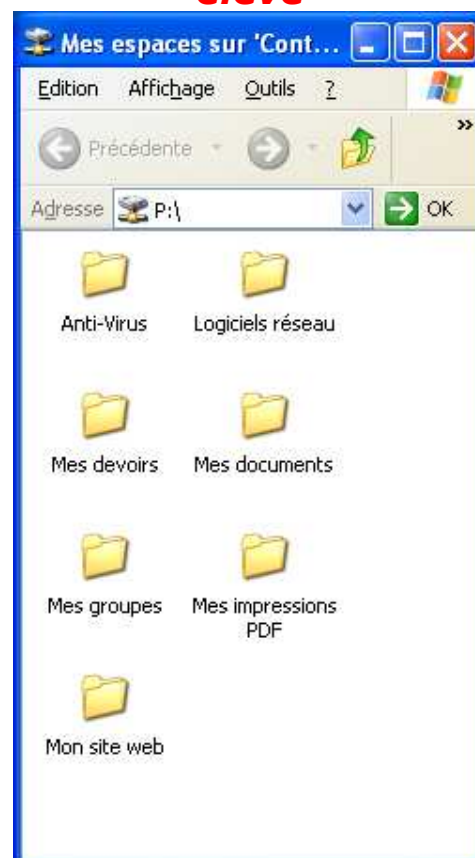 élève
Mes espaces sur 'Cont...
Edition Affichage Outils ?
Précédente »
Adresse P:\ OK
Anti-Virus Logiciels réseau
Mes devoirs Mes documents
Mes groupes Mes impressions
PDF
Mon site web